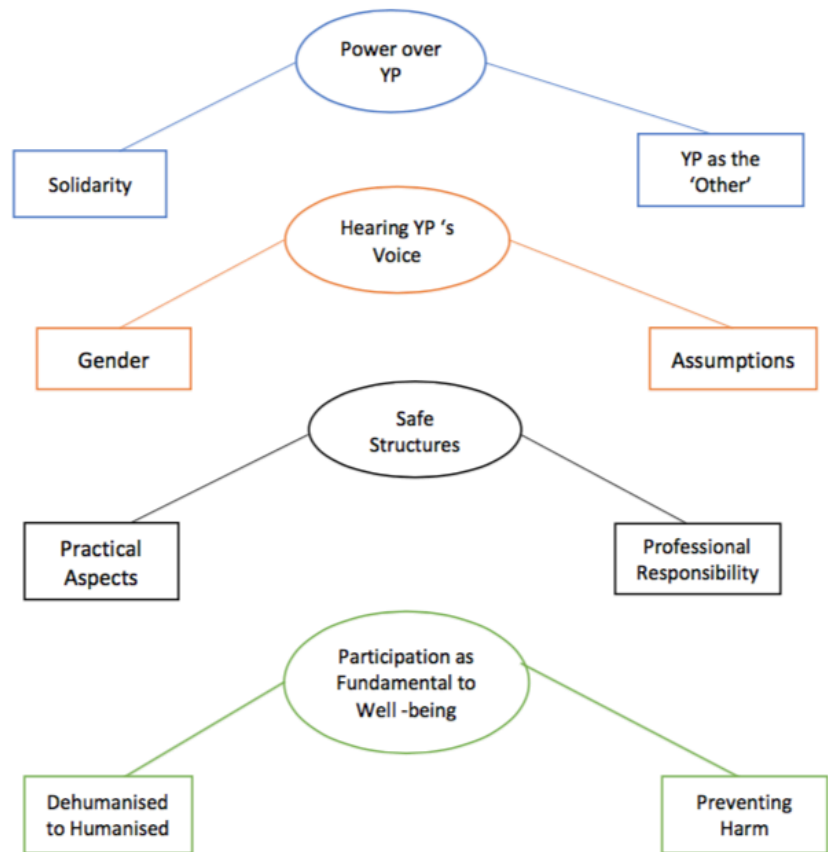 Power over
YP
Solidarity
YP as the
‘Other’
Hearing YP ‘s
Voice
Gender
Assumptions
Safe
Structures
Practical
Aspects
Professional
Responsibility
Participation as
Fundamental to
Well -being
Dehumanised
to Humanised
Preventing
Harm